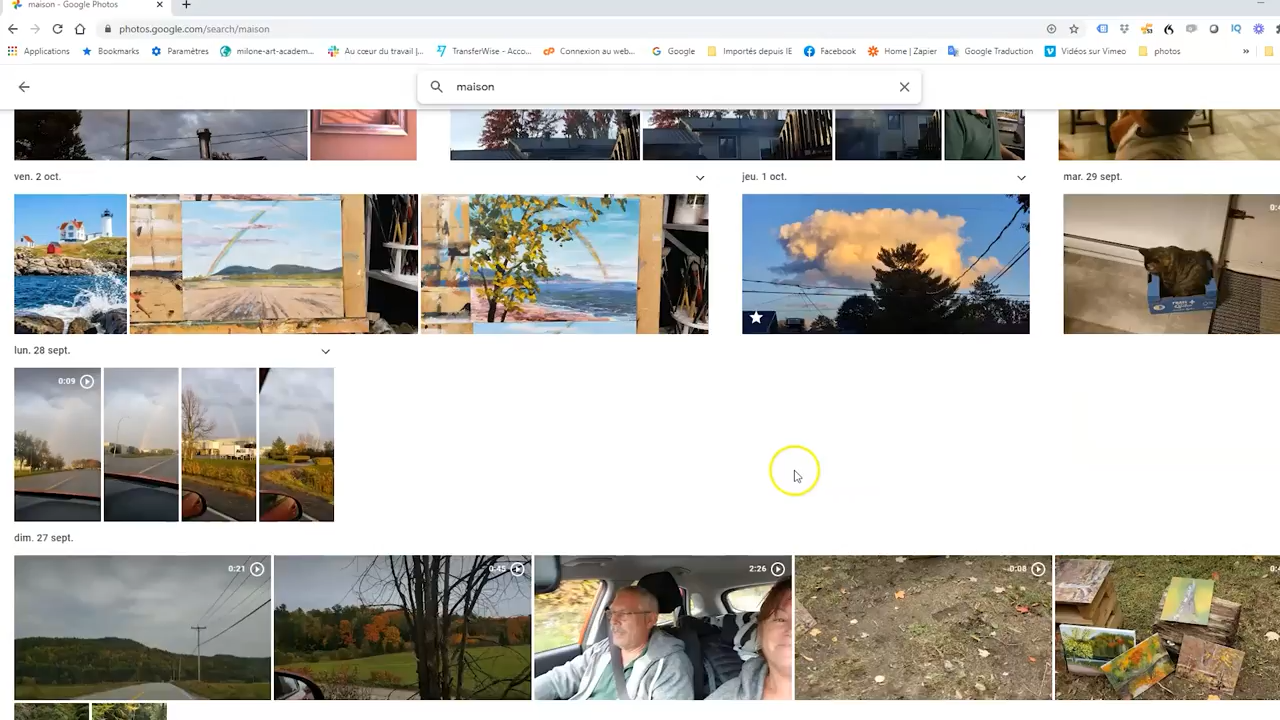 maison - Google Photos
photos.google.com/search/maison
Applications
Bookmarks
Paramètres
milone-art-academ...
Au cœur du travail |...
TransferWise - Acco...
Connexion au web...
Google
Importés depuis IE
Facebook
Home | Zapier
Google Traduction
Vidéos sur Vimeo
photos
maison
ven. 2 oct.
jeu. 1 oct.
mar. 29 sept.
lun. 28 sept.
0:09
dim. 27 sept.
0:21
0:45
2:26
0:08